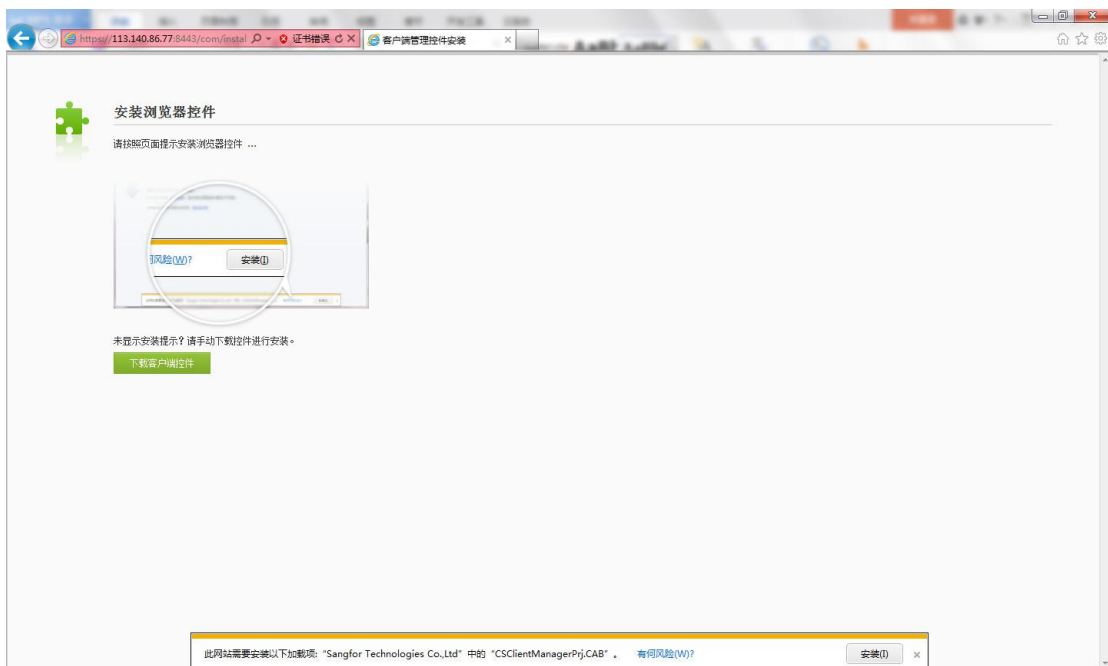 https://113.140.86.77:8443/com/instal
证书错误
客户端管理控件安装
安装浏览器控件
请按照页面提示安装浏览器控件 ...
何风险(W)?
安装(I)
未显示安装提示？请手动下载控件进行安装。
下载客户端控件
此网站需要安装以下加载项: "Sangfor Technologies Co.,Ltd" 中的 "CSClientManagerPrj.CAB"。 有何风险(W)? 安装(I)